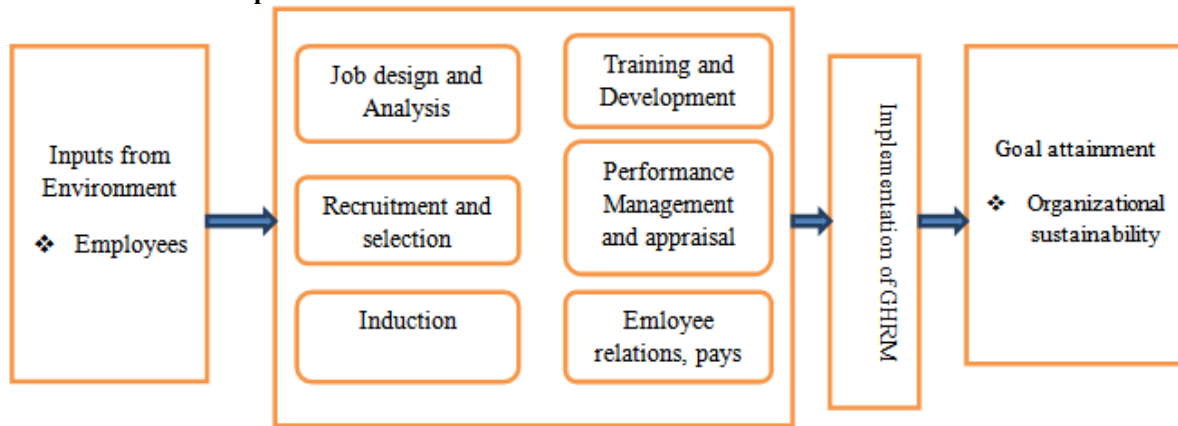 Inputs from
Environment
❖ Employees
Job design and
Analysis
Recruitment and
selection
Induction
Training and
Development
Performance
Management
and appraisal
Emloyee
relations, pays
Implementation of GHRM
Goal attainment
❖ Organizational
sustainability